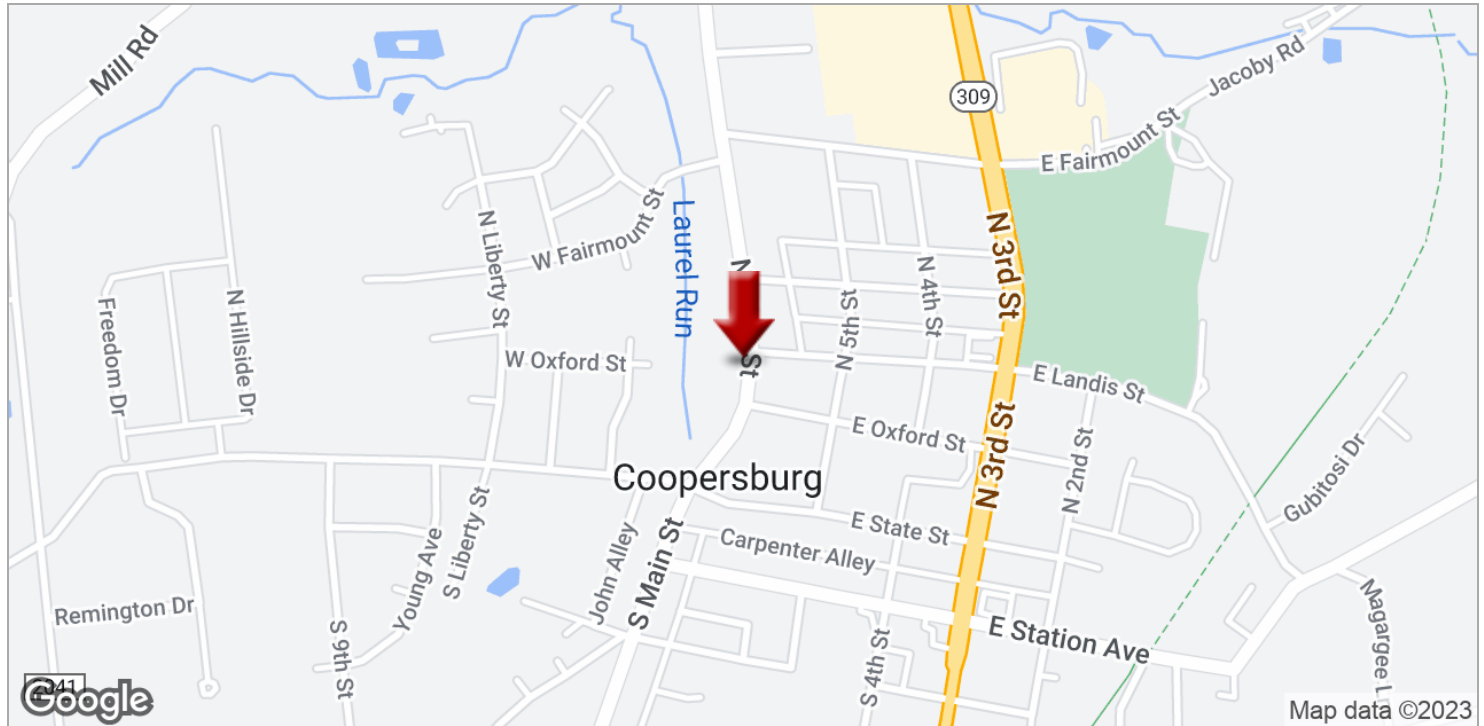 Mill Rd
309
Jacoby Rd
E Fairmount St
Laurel Run
N Liberty St
W Fairmount St
N 3rd St
N
St
N 4th St
N 5th St
Freedom Dr
N Hillside Dr
W Oxford St
E Landis St
E Oxford St
N 3rd St
N 2nd St
Gubitosi Dr
Coopersburg
E State St
Carpenter Alley
S Liberty St
Young Ave
John Alley
S Main St
Remington Dr
S 9th St
S 4th St
E Station Ave
Magargee L
2041
Google
Map data ©2023